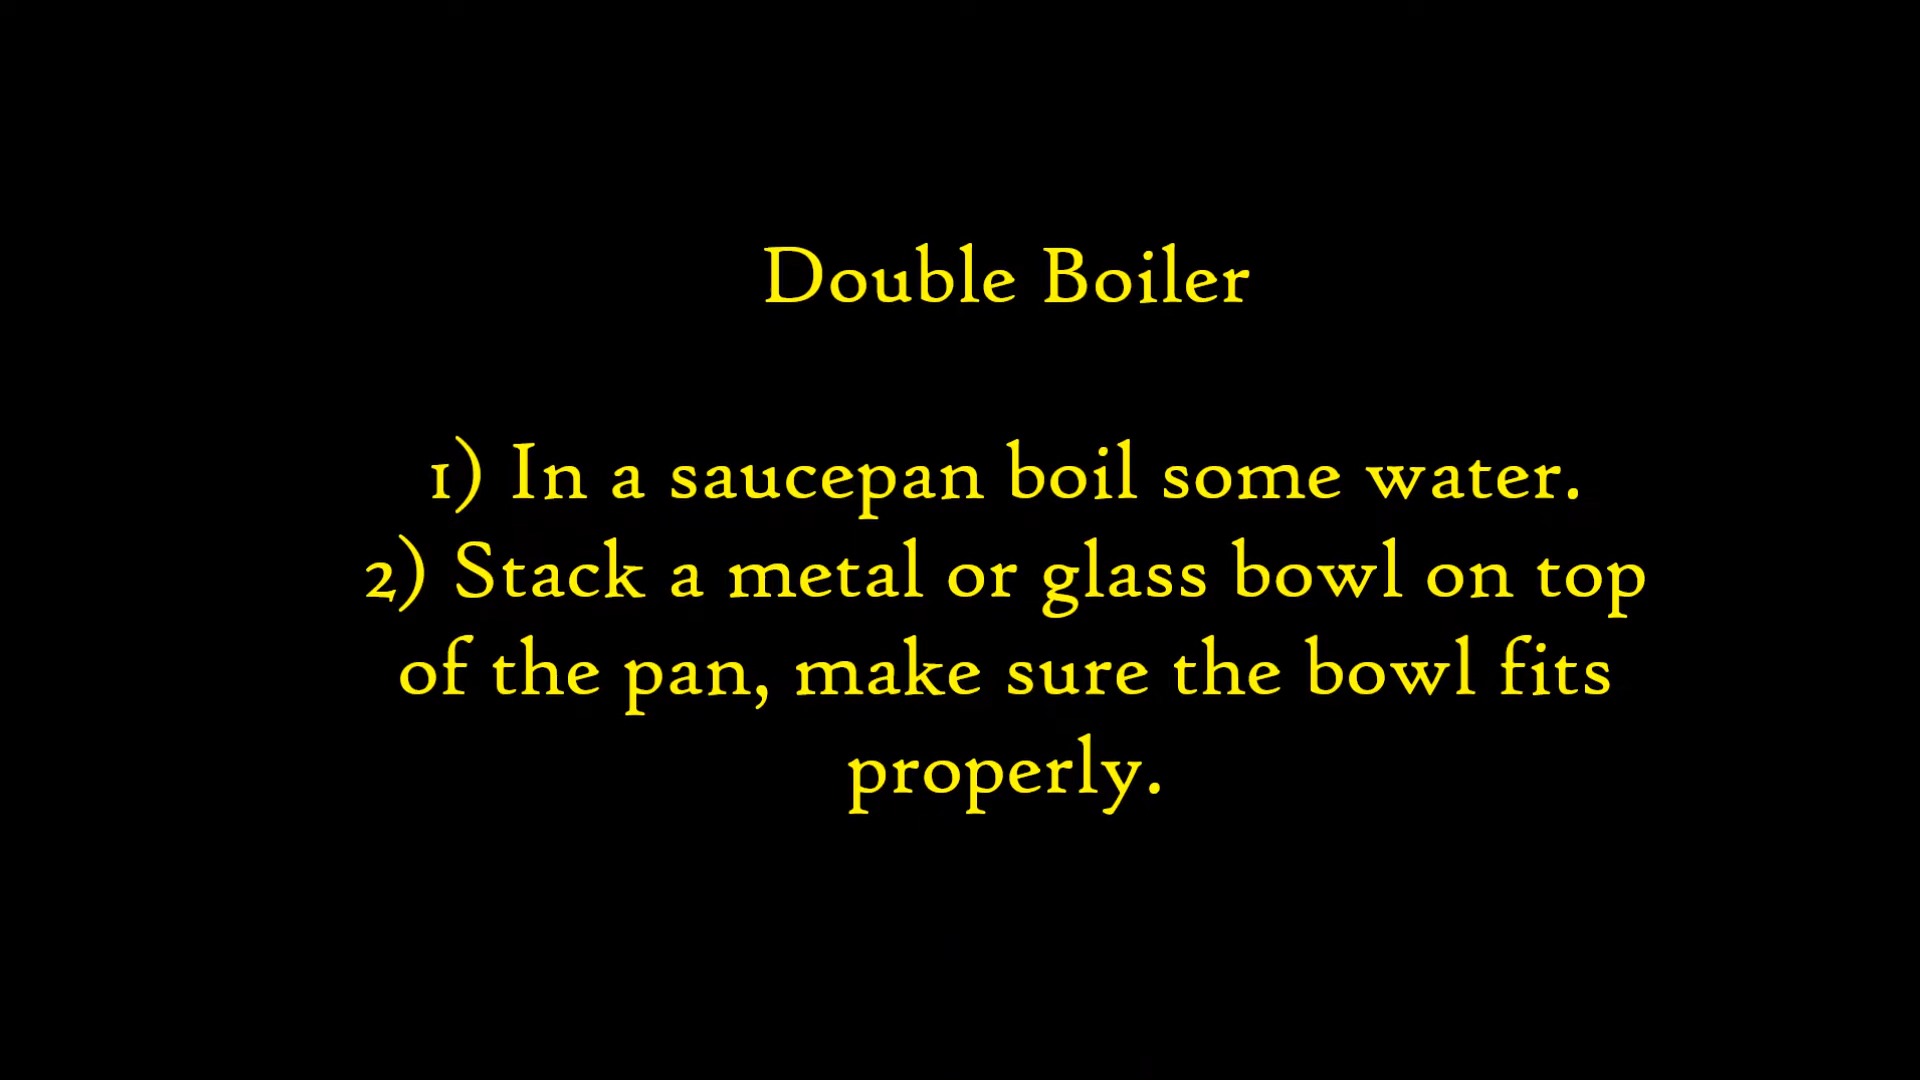 Double Boiler
1) In a saucepan boil some water.
2) Stack a metal or glass bowl on top
of the pan, make sure the bowl fits
properly.